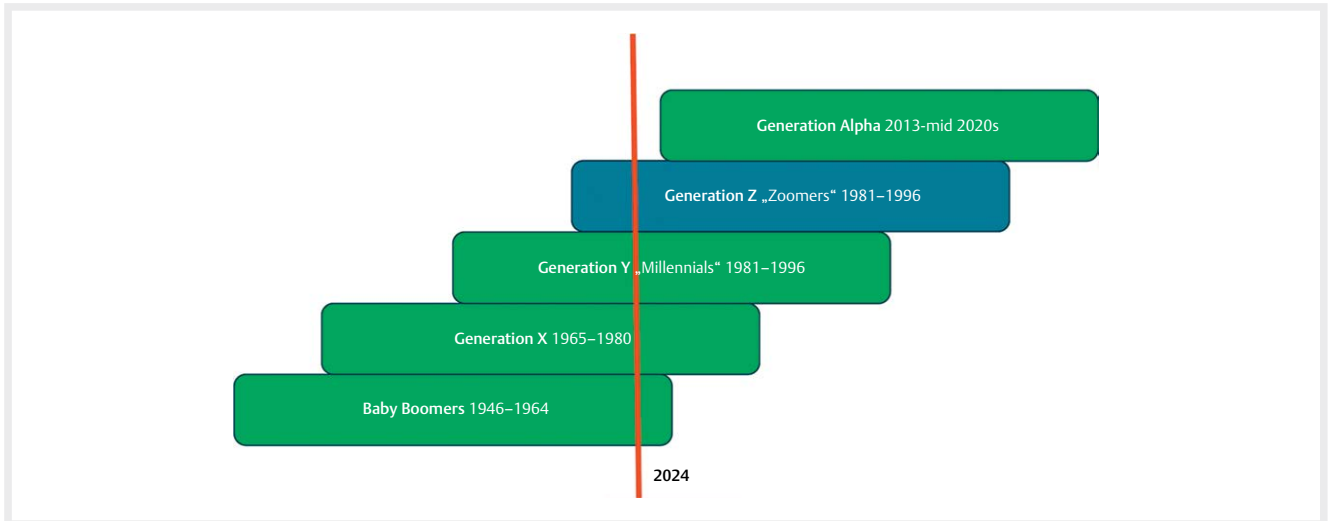 Generation Alpha 2013-mid 2020s
Generation Z „Zoomers“ 1981–1996
Generation Y „Millennials“ 1981–1996
Generation X 1965–1980
Baby Boomers 1946–1964
2024